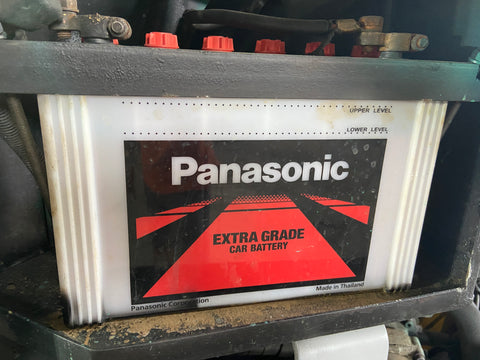 UPPER LEVEL
LOWER LEVEL
Panasonic
EXTRA GRADE
CAR BATTERY
Made in Thailand
Panasonic Corporation